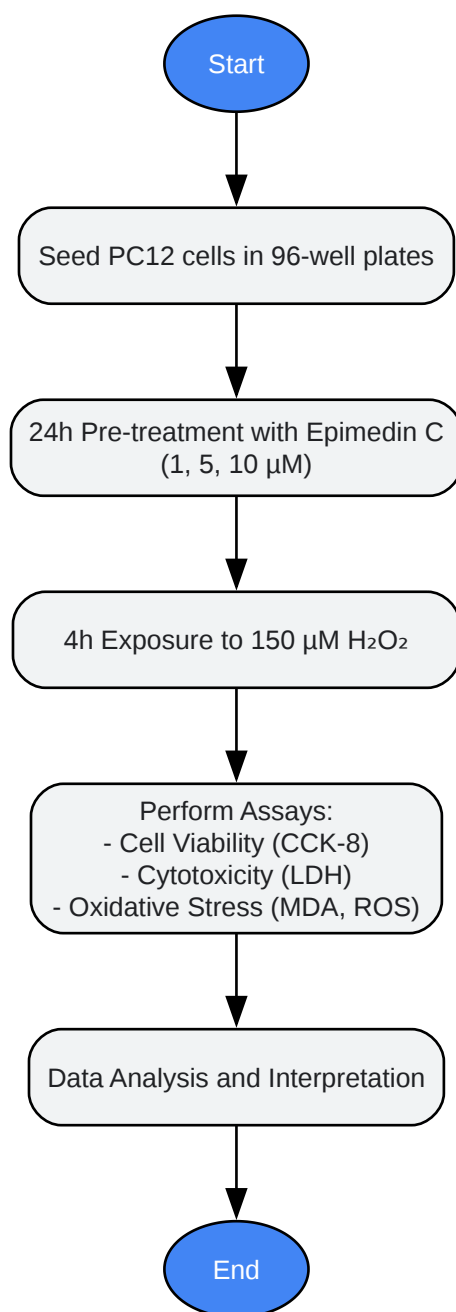 Start
Seed PC12 cells in 96-well plates
24h Pre-treatment with Epimedin C
(1, 5, 10 µM)
4h Exposure to 150 µM H₂O₂
Perform Assays:
- Cell Viability (CCK-8)
- Cytotoxicity (LDH)
- Oxidative Stress (MDA, ROS)
Data Analysis and Interpretation
End